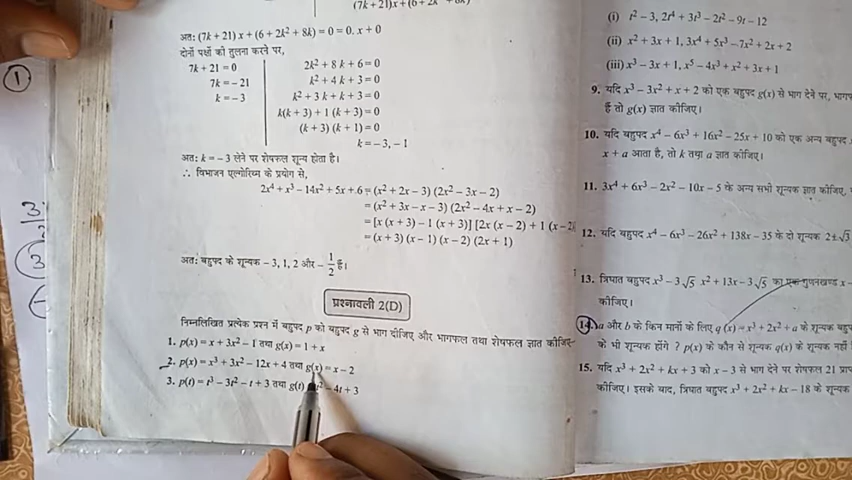 (7k + 21) x + (6 + 2k² + 8k)
अत: (7k + 21) x + (6 + 2k² + 8k) = 0 = 0. x + 0
दोनों पक्षों की तुलना करने पर,
7k + 21 = 0
7k = – 21
k = – 3
2k² + 8 k + 6 = 0
k² + 4 k + 3 = 0
k² + 3 k + k + 3 = 0
k(k + 3) + 1 (k + 3) = 0
(k + 3) (k + 1) = 0
k = – 3, – 1
अत: k = – 3 लेने पर शेषफल शून्य होता है।
∴ विभाजन एल्गोरिथ्म के प्रयोग से,
2x⁴ + x³ – 14x² + 5x + 6 = (x² + 2x – 3) (2x² – 3x – 2)
= (x² + 3x – x – 3) (2x² – 4x + x – 2)
= [x (x + 3) – 1 (x + 3)] [2x (x – 2) + 1 (x – 2)
= (x + 3) (x – 1) (x – 2) (2x + 1)
अत: बहुपद के शून्यक – 3, 1, 2 और – 1/2 हैं।
प्रश्नावली 2(D)
निम्नलिखित प्रत्येक प्रश्न में बहुपद p को बहुपद g से भाग दीजिए और भागफल तथा शेषफल ज्ञात कीजिए–
1. p(x) = x + 3x² – 1 तथा g(x) = 1 + x
2. p(x) = x³ + 3x² – 12x + 4 तथा g(x) = x – 2
3. p(t) = t³ – 3t² – t + 3 तथा g(t) = t² – 4t + 3
(i) t² – 3, 2t⁴ + 3t³ – 2t² – 9t – 12
(ii) x² + 3x + 1, 3x⁴ + 5x³ – 7x² + 2x + 2
(iii) x³ – 3x + 1, x⁵ – 4x³ + x² + 3x + 1
9. यदि x³ – 3x² + x + 2 को एक बहुपद g(x) से भाग देने पर,
हैं तो g(x) ज्ञात कीजिए।
10. यदि बहुपद x⁴ – 6x³ + 16x² – 25x + 10 को एक अन्य बहुपद
x + a आता है, तो k तथा a ज्ञात कीजिए।
11. 3x⁴ + 6x³ – 2x² – 10x – 5 के अन्य सभी शून्यक ज्ञात कीजिए,
12. यदि बहुपद x⁴ – 6x³ – 26x² + 138x – 35 के दो शून्यक 2 ± √3
13. त्रिघात बहुपद x³ – 3√5 x² + 13x – 3√5 का एक गुणनखण्ड x –
कीजिए।
14. a और b के किन मानों के लिए q (x) = x³ + 2x² + a के शून्यक
के भी शून्यक होंगे ? p(x) के कौन से शून्यक q(x) के शून्यक नहीं
15. यदि x³ + 2x² + kx + 3 को x – 3 से भाग देने पर शेषफल 21
कीजिए। इसके बाद, त्रिघात बहुपद x³ + 2x² + kx – 18 के शून्यक
1